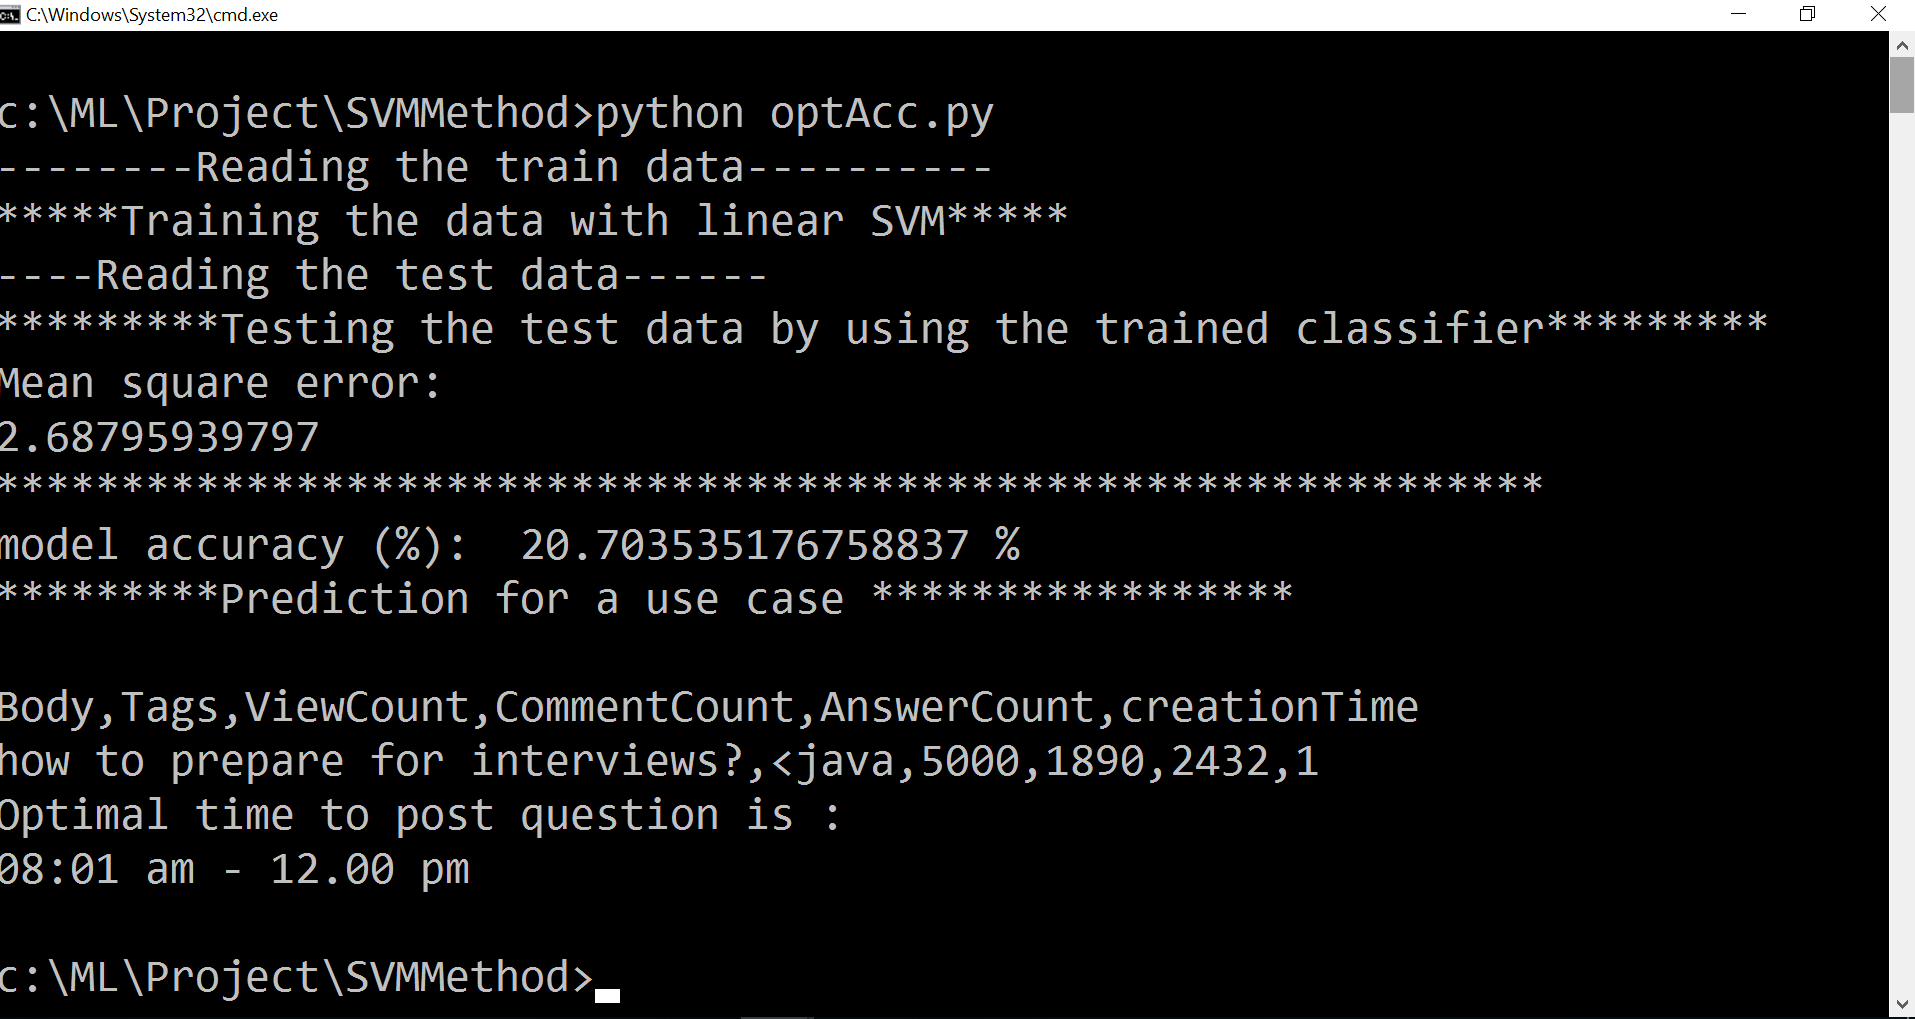 C:\Windows\System32\cmd.exe
c:\ML\Project\SVMMethod>python optAcc.py
--------Reading the train data----------
*****Training the data with linear SVM*****
----Reading the test data------
*********Testing the test data by using the trained classifier*********
Mean square error:
2.68795939797
**************************************************************
model accuracy (%):  20.703535176758837 %
*********Prediction for a use case *****************
Body,Tags,ViewCount,CommentCount,AnswerCount,creationTime
how to prepare for interviews?,<java,5000,1890,2432,1
Optimal time to post question is :
08:01 am - 12.00 pm
c:\ML\Project\SVMMethod>